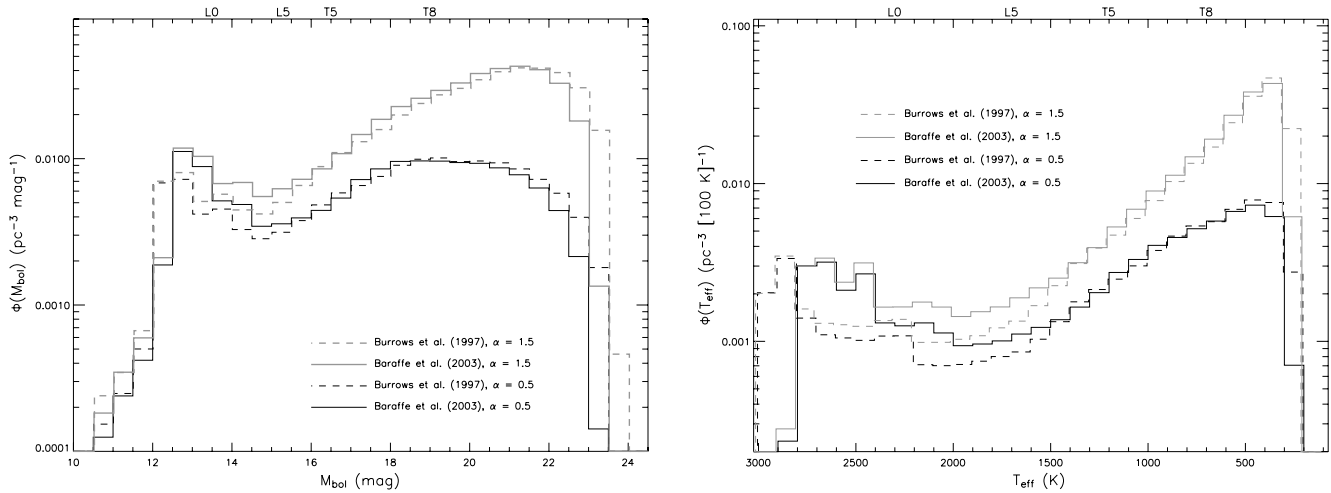 L0 L5 T5 T8
0.0100
0.0010
0.0001
Φ(Mbol) (pc⁻³ mag⁻¹)
Burrows et al. (1997), α = 1.5
Baraffe et al. (2003), α = 1.5
Burrows et al. (1997), α = 0.5
Baraffe et al. (2003), α = 0.5
10 12 14 16 18 20 22 24
Mbol (mag)
L0 L5 T5 T8
0.100
0.010
0.001
Φ(Teff) (pc⁻³ [100 K]⁻¹)
Burrows et al. (1997), α = 1.5
Baraffe et al. (2003), α = 1.5
Burrows et al. (1997), α = 0.5
Baraffe et al. (2003), α = 0.5
3000 2500 2000 1500 1000 500
Teff (K)